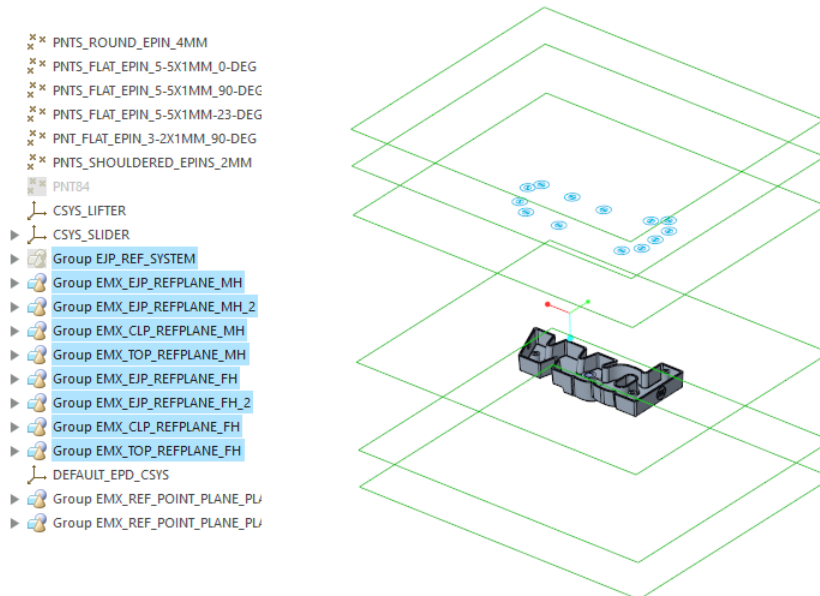 PNTS_ROUND_EPIN_4MM
PNTS_FLAT_EPIN_5-5X1MM_0-DEG
PNTS_FLAT_EPIN_5-5X1MM_90-DEG
PNTS_FLAT_EPIN_5-5X1MM-23-DEG
PNT_FLAT_EPIN_3-2X1MM_90-DEG
PNTS_SHOULDERED_EPINS_2MM
PNT84
CSYS_LIFTER
CSYS_SLIDER
Group EJP_REF_SYSTEM
Group EMX_EJP_REFPLANE_MH
Group EMX_EJP_REFPLANE_MH_2
Group EMX_CLP_REFPLANE_MH
Group EMX_TOP_REFPLANE_MH
Group EMX_EJP_REFPLANE_FH
Group EMX_EJP_REFPLANE_FH_2
Group EMX_CLP_REFPLANE_FH
Group EMX_TOP_REFPLANE_FH
DEFAULT_EPD_CSYS
Group EMX_REF_POINT_PLANE_PLA
Group EMX_REF_POINT_PLANE_PLA